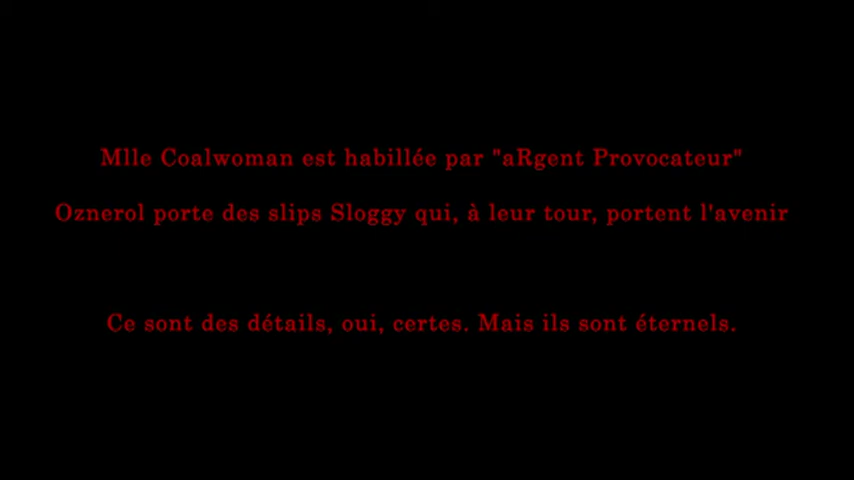 Mlle Coalwoman est habillée par "aRgent Provocateur"
Oznerol porte des slips Sloggy qui, à leur tour, portent l'avenir
Ce sont des détails, oui, certes. Mais ils sont éternels.